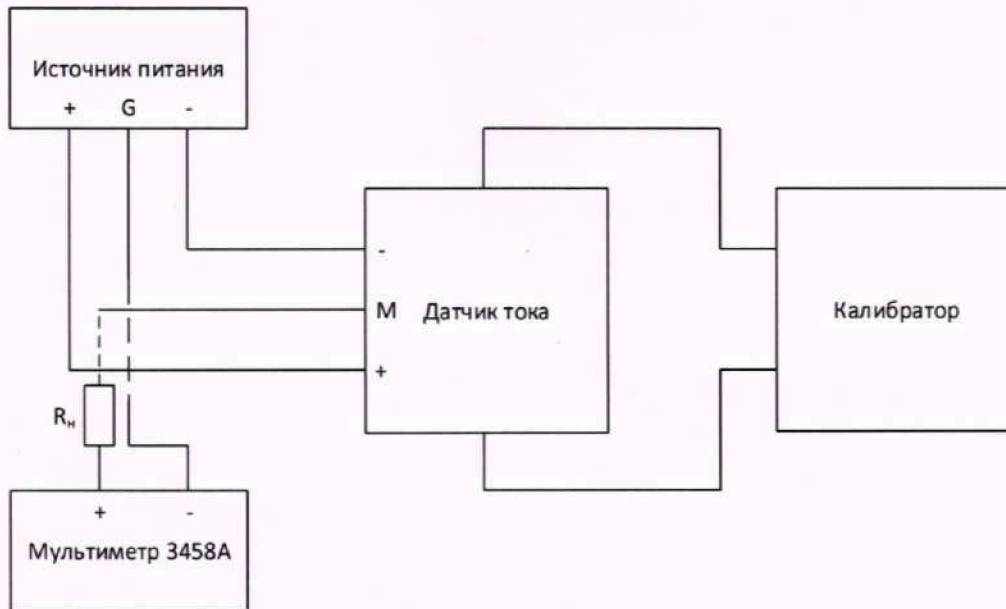 Источник питания
+ G -
-
M Датчик тока
+
Калибратор
Rн
+ -
Мультиметр 3458А